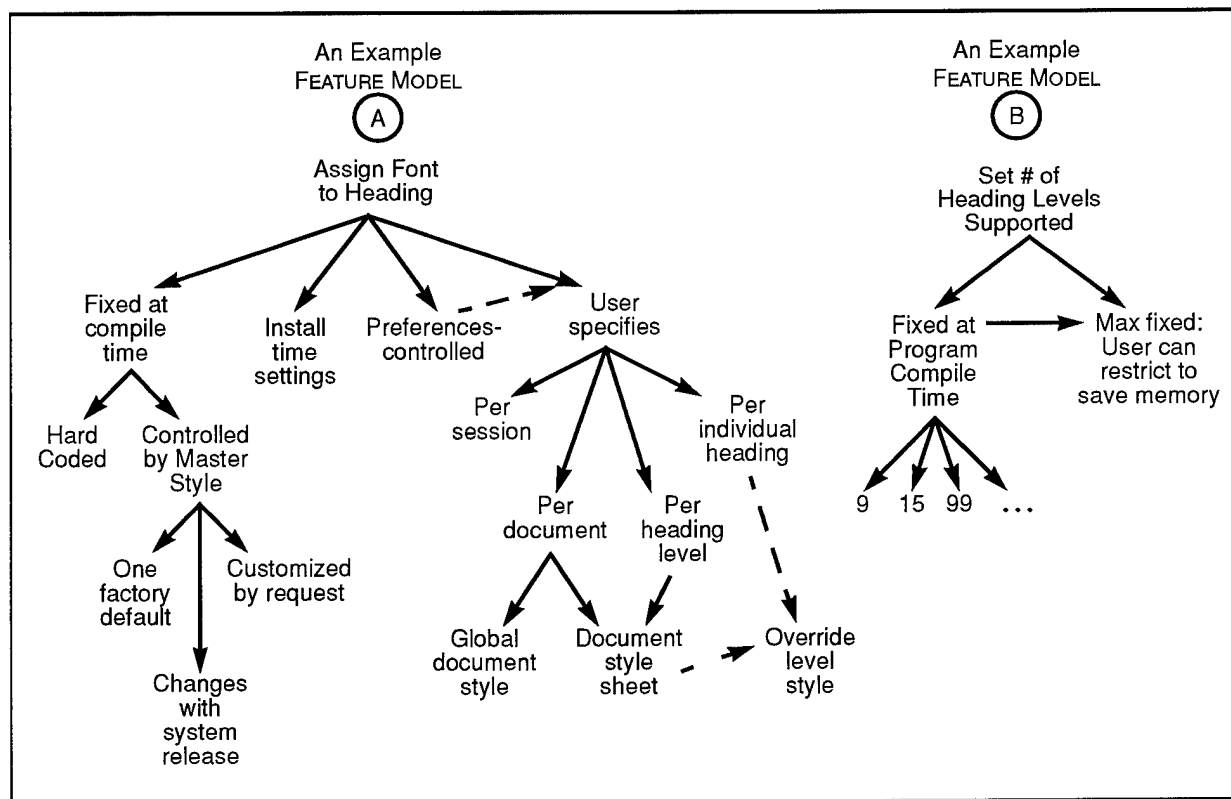 An Example
FEATURE MODEL
A
Assign Font
to Heading
Fixed at
compile
time
Install
time
settings
Preferences-
controlled
User
specifies
Hard
Coded
Controlled
by Master
Style
Per
session
Per
individual
heading
One
factory
default
Customized
by request
Per
document
Per
heading
level
Changes
with
system
release
Global
document
style
Document
style
sheet
Override
level
style
An Example
FEATURE MODEL
B
Set # of
Heading Levels
Supported
Fixed at
Program
Compile
Time
Max fixed:
User can
restrict to
save memory
9 15 99 ...